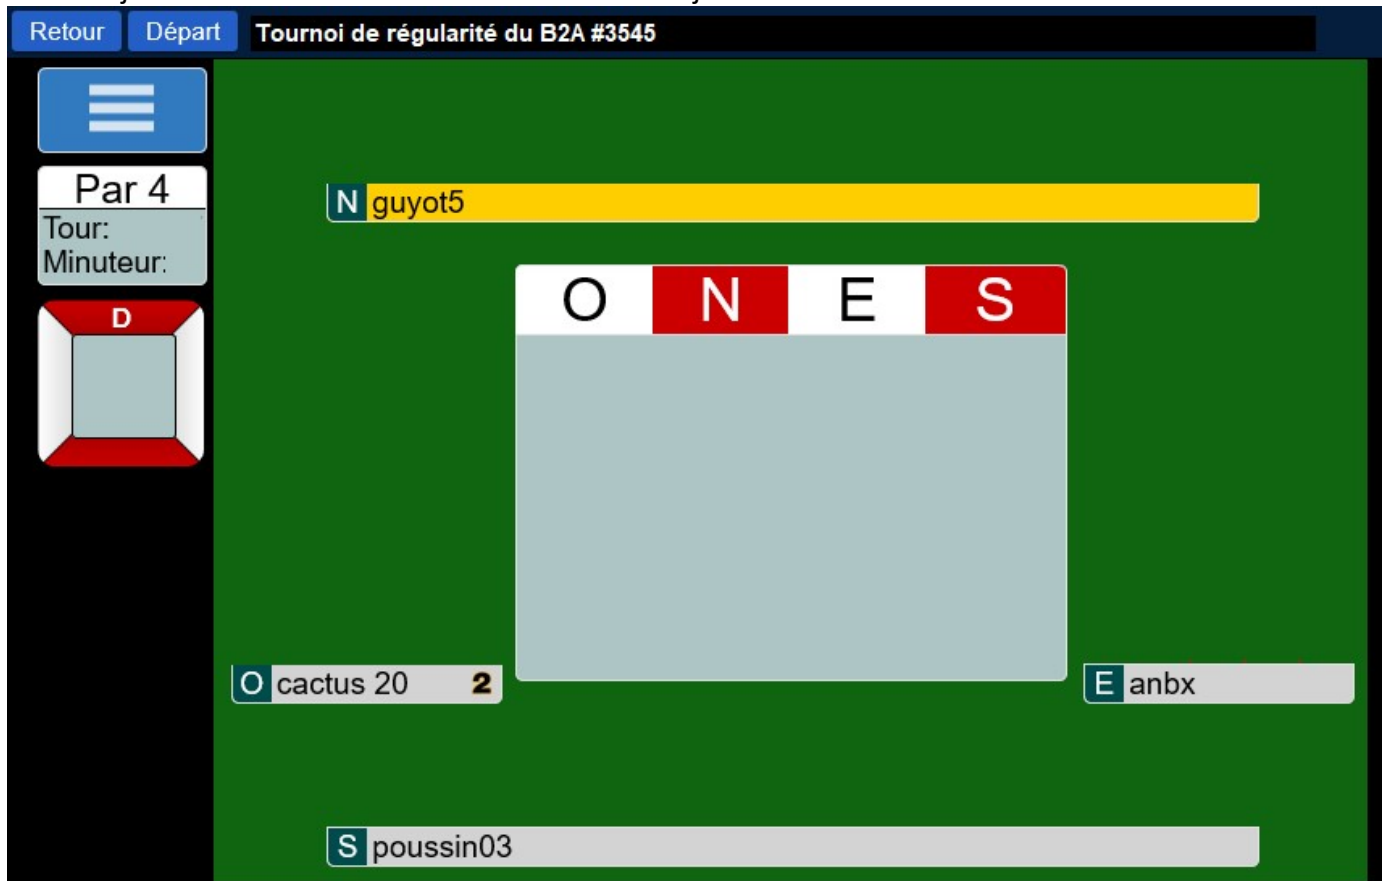 Retour Départ Tournoi de régularité du B2A #3545
Par 4
Tour:
Minuteur:
D
N guyot5
O N E S
O cactus 20 2
E anbx
S poussin03